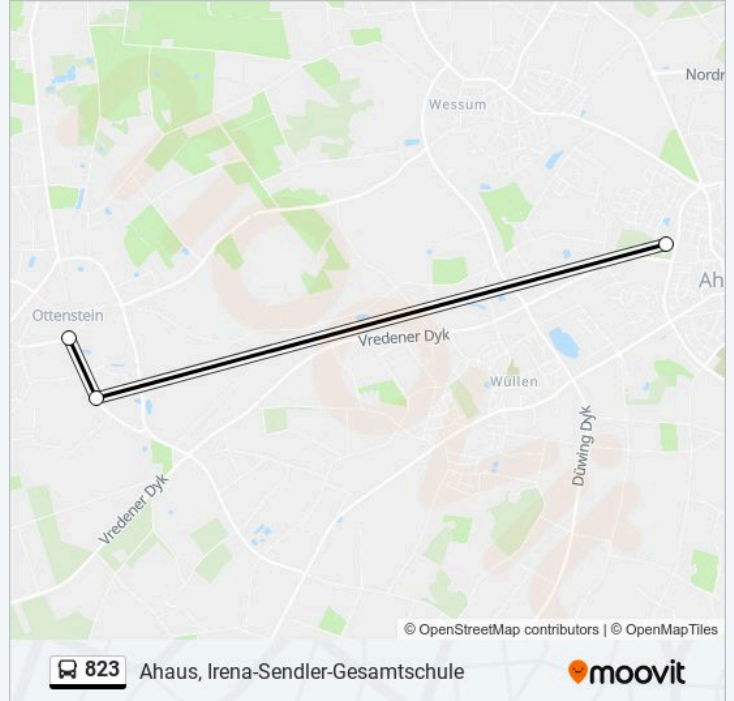 Nordr
Wessum
Ah
Ottenstein
Vredener Dyk
Wüllen
Düwing Dyk
Vredener Dyk
© OpenStreetMap contributors | © OpenMapTiles
823 Ahaus, Irena-Sendler-Gesamtschule moovit